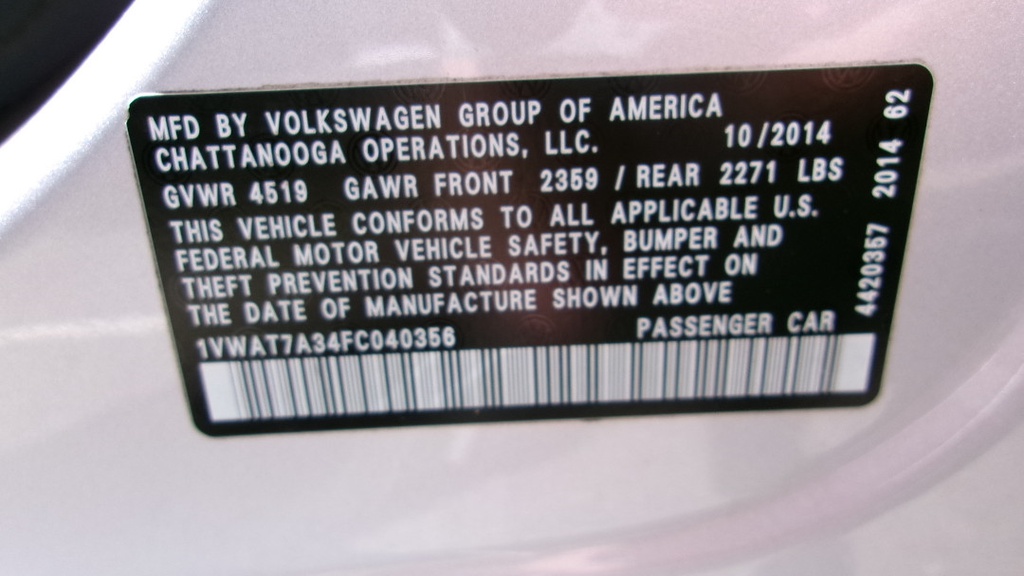 MFD BY VOLKSWAGEN GROUP OF AMERICA
CHATTANOOGA OPERATIONS, LLC. 10/2014
GVWR 4519 GAWR FRONT 2359 / REAR 2271 LBS
THIS VEHICLE CONFORMS TO ALL APPLICABLE U.S.
FEDERAL MOTOR VEHICLE SAFETY, BUMPER AND
THEFT PREVENTION STANDARDS IN EFFECT ON
THE DATE OF MANUFACTURE SHOWN ABOVE
1VWAT7A34FC040356 PASSENGER CAR
4420357 2014 62